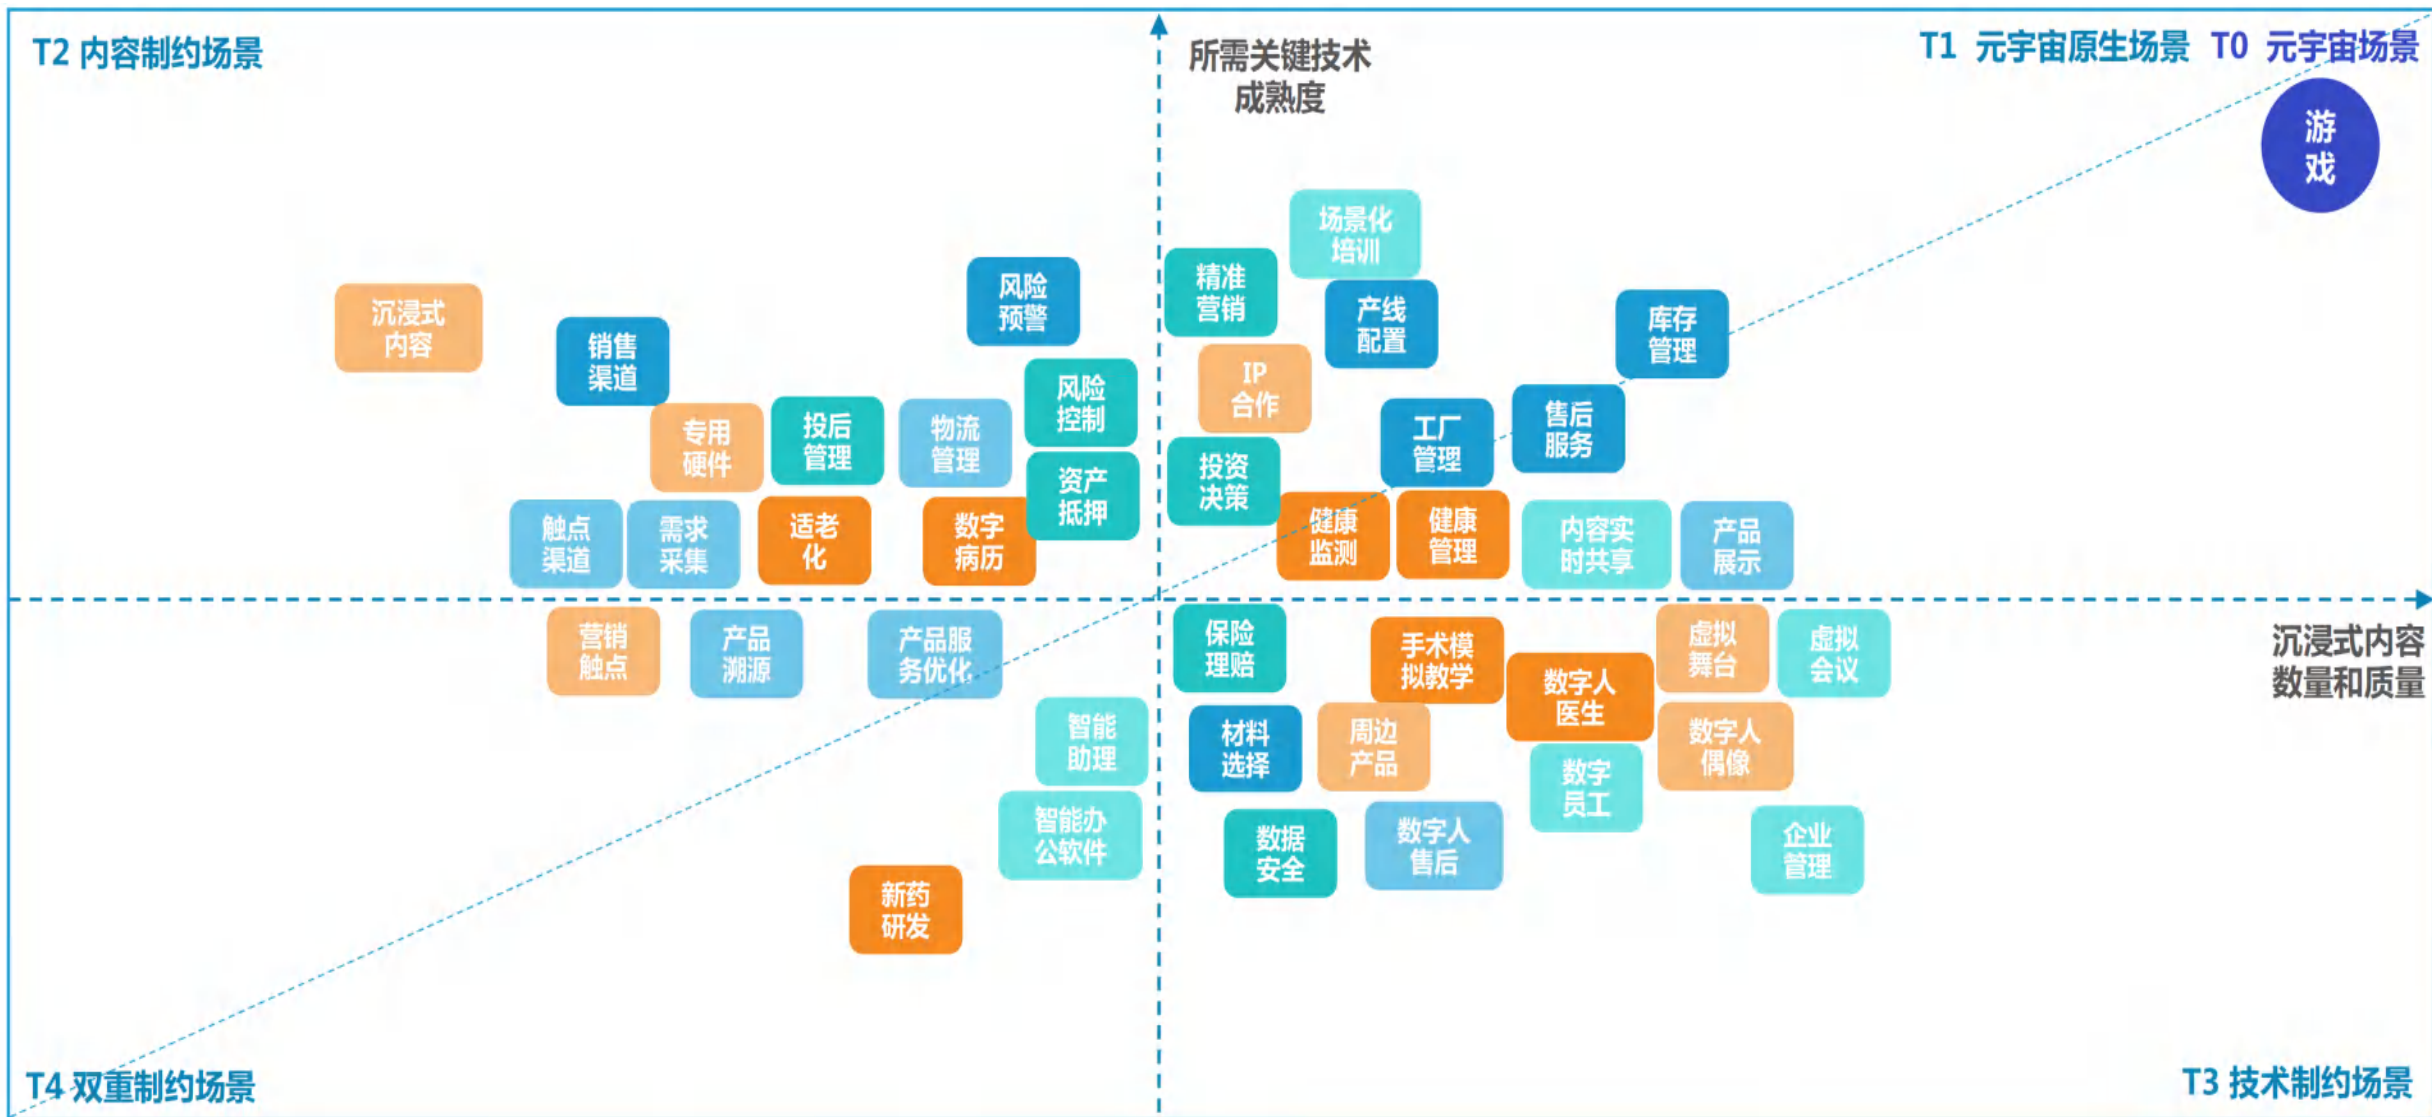 T2 内容制约场景
所需关键技术
成熟度
T1 元宇宙原生场景 T0 元宇宙场景
游
戏
场景化
培训
精准
营销
风险
预警
产线
配置
库存
管理
沉浸式
内容
销售
渠道
风险
控制
IP
合作
专用
硬件
投后
管理
物流
管理
工厂
管理
售后
服务
资产
抵押
投资
决策
触点
渠道
需求
采集
适老
化
数字
病历
健康
监测
健康
管理
内容实
时共享
产品
展示
营销
触点
产品
溯源
产品服
务优化
保险
理赔
手术模
拟教学
数字人
医生
虚拟
舞台
虚拟
会议
沉浸式内容
数量和质量
智能
助理
材料
选择
周边
产品
数字
员工
数字人
偶像
智能办
公软件
数据
安全
数字人
售后
企业
管理
新药
研发
T4 双重制约场景
T3 技术制约场景